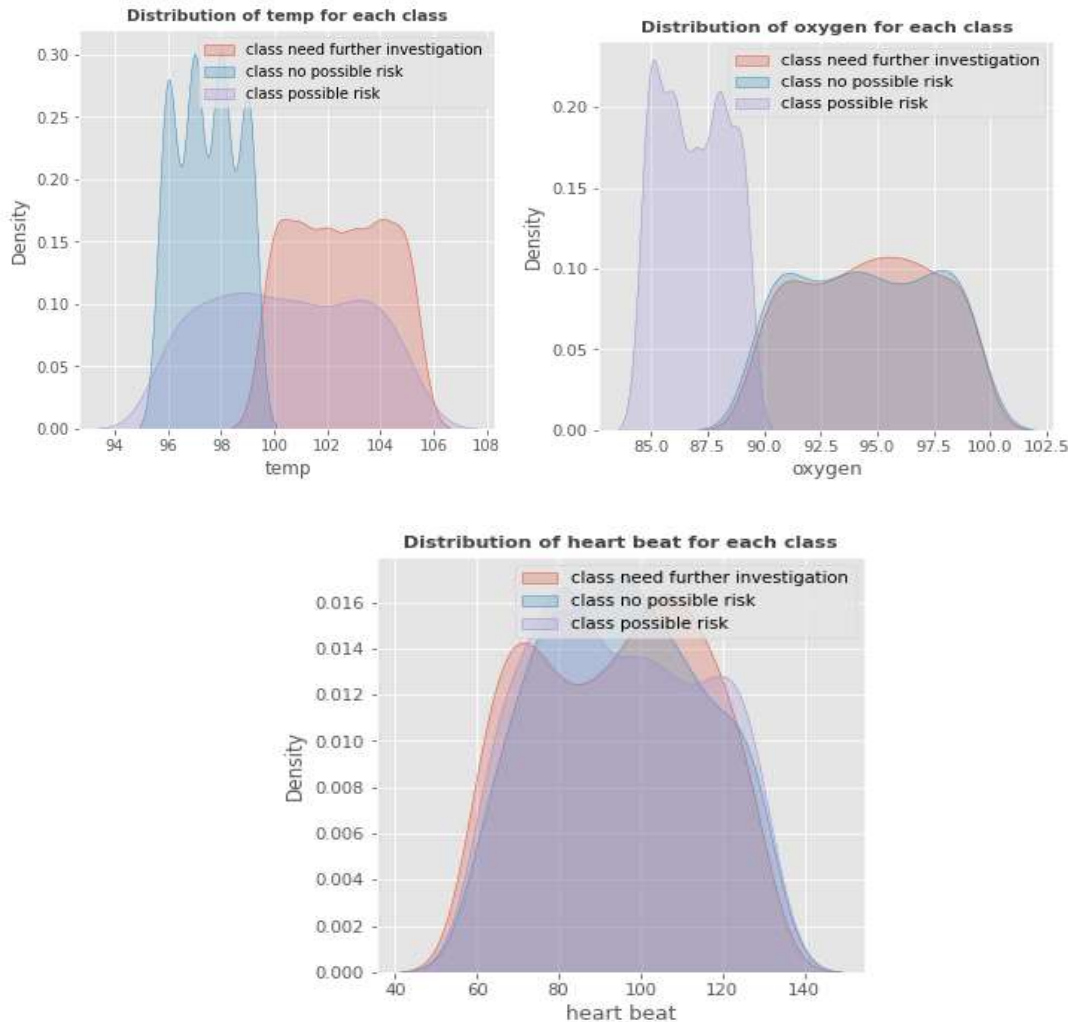 Distribution of temp for each class
class need further investigation
class no possible risk
class possible risk
0.30
0.25
0.20
0.15
0.10
0.05
0.00
Density
94 96 98 100 102 104 106 108
temp
Distribution of oxygen for each class
class need further investigation
class no possible risk
class possible risk
0.20
0.15
0.10
0.05
0.00
Density
85.0 87.5 90.0 92.5 95.0 97.5 100.0 102.5
oxygen
Distribution of heart beat for each class
class need further investigation
class no possible risk
class possible risk
0.016
0.014
0.012
0.010
0.008
0.006
0.004
0.002
0.000
Density
40 60 80 100 120 140
heart beat